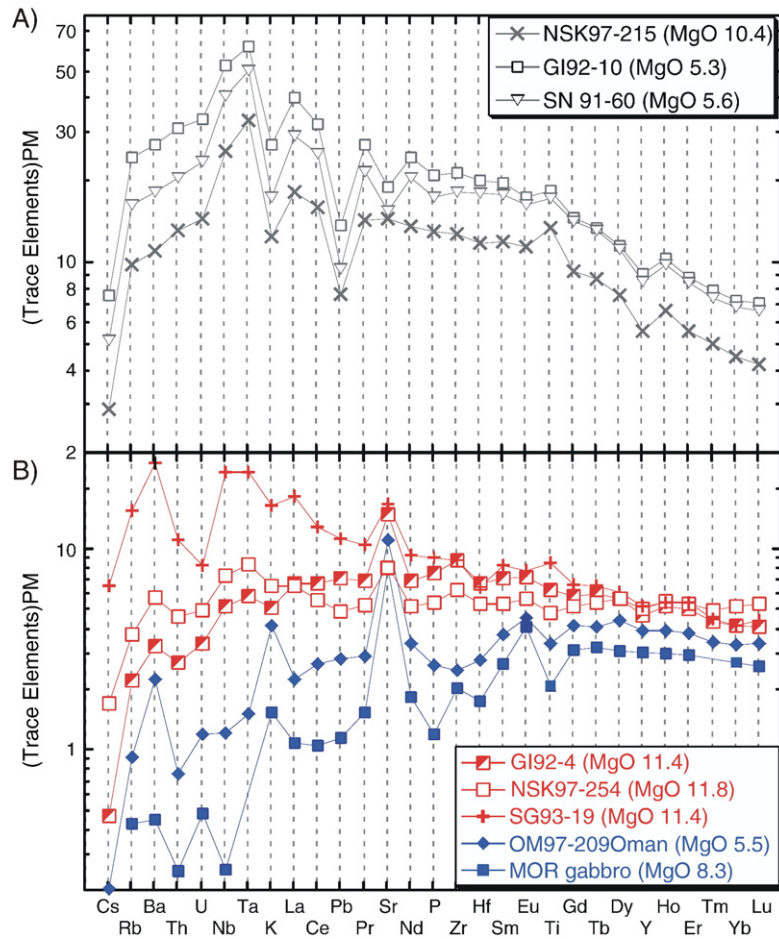 A)
(Trace Elements)PM
70
50
30
10
8
6
4
2
NSK97-215 (MgO 10.4)
GI92-10 (MgO 5.3)
SN 91-60 (MgO 5.6)
B)
(Trace Elements)PM
10
1
GI92-4 (MgO 11.4)
NSK97-254 (MgO 11.8)
SG93-19 (MgO 11.4)
OM97-209Oman (MgO 5.5)
MOR gabbro (MgO 8.3)
Cs Ba U Ta La Pb Sr P Hf Eu Gd Dy Ho Tm Lu
Rb Th Nb K Ce Pr Nd Zr Sm Ti Tb Y Er Yb